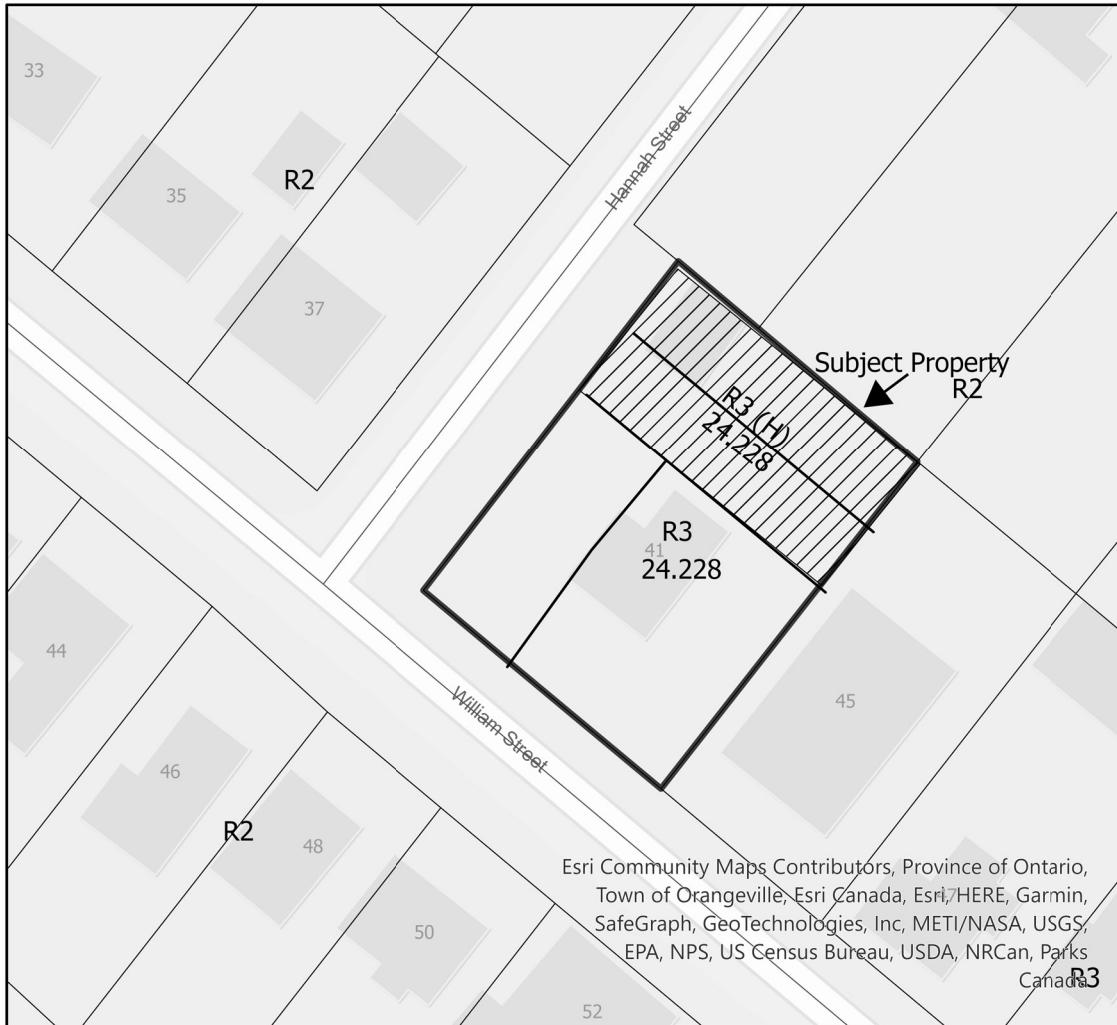 33
Hannah Street
R2
35
37
Subject Property
R2
R3 (H)
24.228
R3
41
24.228
44
45
William Street
46
R2
48
Esri Community Maps Contributors, Province of Ontario,
Town of Orangeville, Esri Canada, Esri, HERE, Garmin,
SafeGraph, GeoTechnologies, Inc, METI/NASA, USGS,
EPA, NPS, US Census Bureau, USDA, NRCan, Parks
Canada
47
50
R3
52